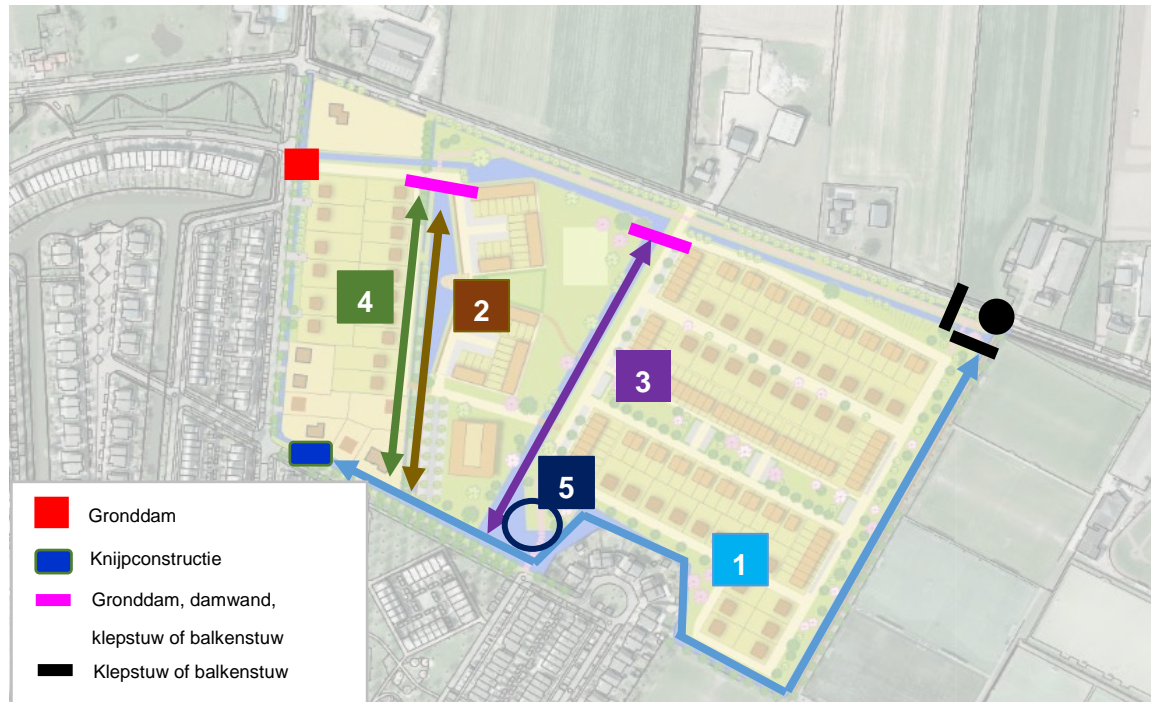 4
2
3
5
1
Gronddam
Knijpconstructie
Gronddam, damwand,
klepstuw of balkenstuw
Klepstuw of balkenstuw